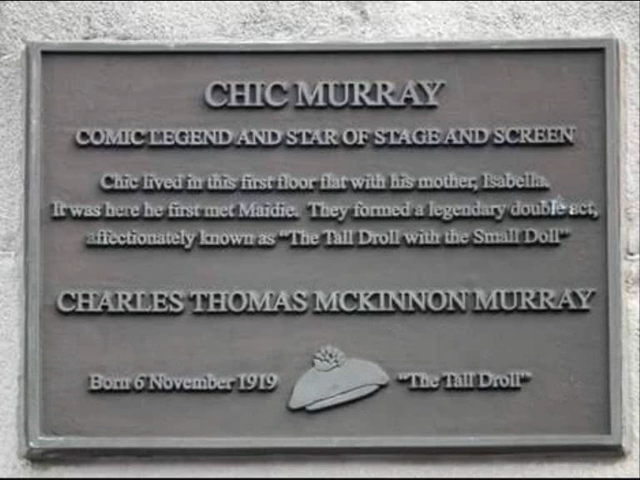 CHIC MURRAY
COMIC LEGEND AND STAR OF STAGE AND SCREEN
Chic lived in this first floor flat with his mother, Isabella.
It was here he first met Maidie. They formed a legendary double act,
affectionately known as "The Tall Droll with the Small Doll"
CHARLES THOMAS MCKINNON MURRAY
Born 6 November 1919 "The Tall Droll"